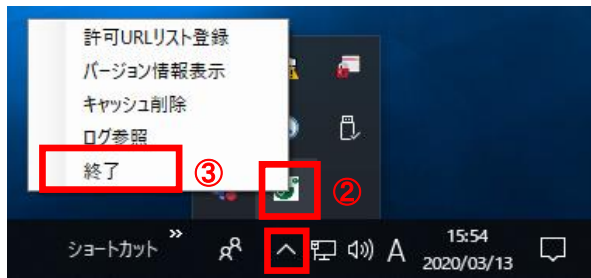 許可URLリスト登録
バージョン情報表示
キャッシュ削除
ログ参照
終了
③
②
ショートカット
»
A
15:54
2020/03/13